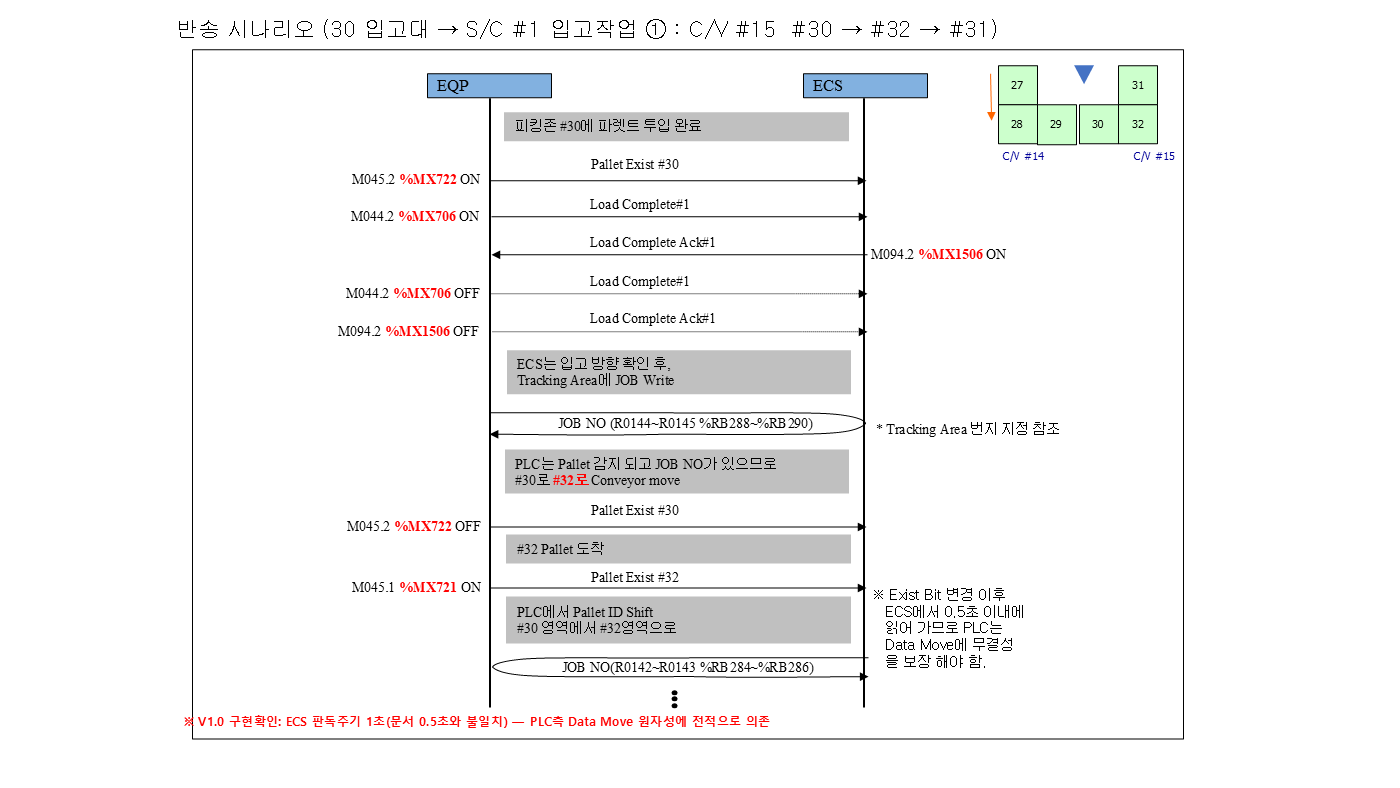 반송 시나리오 (30 입고대 → S/C #1 입고작업 ① : C/V #15 #30 → #32 → #31)
EQP
ECS
27
31
28
29
30
32
C/V #14
C/V #15
피킹존 #30에 파렛트 투입 완료
Pallet Exist #30
M045.2 %MX722 ON
Load Complete#1
M044.2 %MX706 ON
Load Complete Ack#1
M094.2 %MX1506 ON
Load Complete#1
M044.2 %MX706 OFF
Load Complete Ack#1
M094.2 %MX1506 OFF
ECS는 입고 방향 확인 후,
Tracking Area에 JOB Write
JOB NO (R0144~R0145 %RB288~%RB290)
* Tracking Area 번지 지정 참조
PLC는 Pallet 감지 되고 JOB NO가 있으므로
#30로 #32로 Conveyor move
Pallet Exist #30
M045.2 %MX722 OFF
#32 Pallet 도착
Pallet Exist #32
M045.1 %MX721 ON
PLC에서 Pallet ID Shift
#30 영역에서 #32영역으로
※ Exist Bit 변경 이후
ECS에서 0.5초 이내에
읽어 가므로 PLC는
Data Move에 무결성
을 보장 해야 함.
JOB NO(R0142~R0143 %RB284~%RB286)
※ V1.0 구현확인: ECS 판독주기 1초(문서 0.5초와 불일치) — PLC측 Data Move 원자성에 전적으로 의존